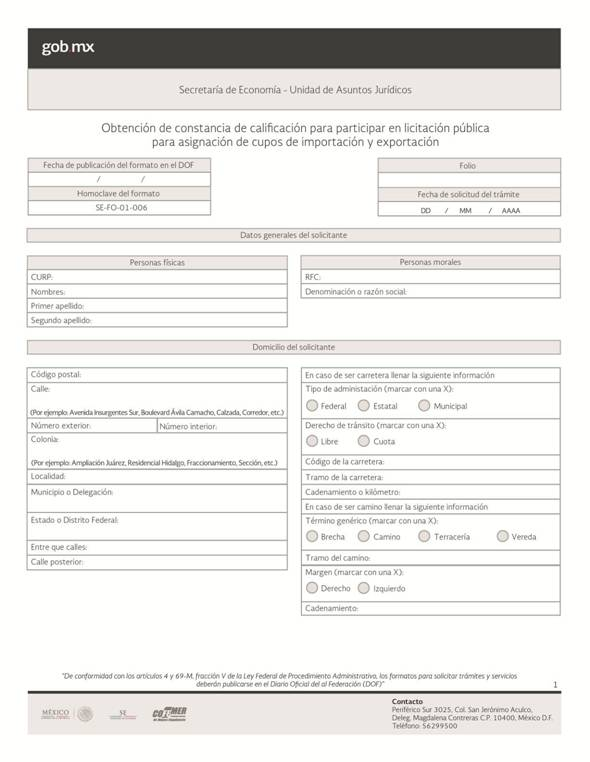 gob.mx
Secretaría de Economía - Unidad de Asuntos Jurídicos
Obtención de constancia de calificación para participar en licitación pública
para asignación de cupos de importación y exportación
Fecha de publicación del formato en el DOF
/ /
Homoclave del formato
SE-FO-01-006
Folio
Fecha de solicitud del trámite
DD / MM / AAAA
Datos generales del solicitante
Personas físicas
CURP:
Nombres:
Primer apellido:
Segundo apellido:
Personas morales
RFC:
Denominación o razón social:
Domicilio del solicitante
Código postal:
Calle:
(Por ejemplo: Avenida Insurgentes Sur, Boulevard Ávila Camacho, Calzada, Corredor, etc.)
Número exterior: Número interior:
Colonia:
(Por ejemplo: Ampliación Juárez, Residencial Hidalgo, Fraccionamiento, Sección, etc.)
Localidad:
Municipio o Delegación:
Estado o Distrito Federal:
Entre que calles:
Calle posterior:
En caso de ser carretera llenar la siguiente información
Tipo de administación (marcar con una X):
Federal Estatal Municipal
Derecho de tránsito (marcar con una X):
Libre Cuota
Código de la carretera:
Tramo de la carretera:
Cadenamiento o kilómetro:
En caso de ser camino llenar la siguiente información
Término genérico (marcar con una X):
Brecha Camino Terracería Vereda
Tramo del camino:
Margen (marcar con una X):
Derecho Izquierdo
Cadenamiento:
"De conformidad con los artículos 4 y 69-M, fracción V de la Ley Federal de Procedimiento Administrativo, los formatos para solicitar trámites y servicios
deberán publicarse en el Diario Oficial del al Federación (DOF)"
1
MÉXICO
SE
COFEMER
Contacto
Periférico Sur 3025, Col. San Jerónimo Aculco,
Deleg. Magdalena Contreras C.P. 10400, México D.F.
Teléfono: 56299500